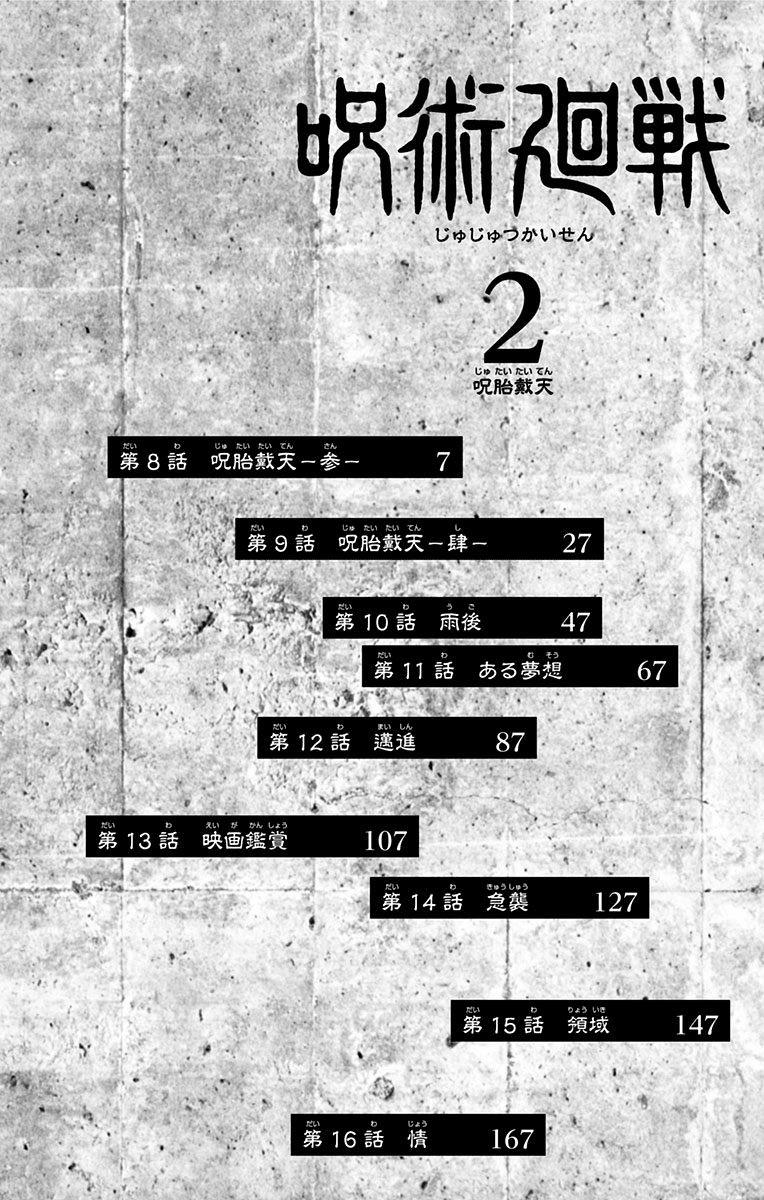 呪術廻戦
じゅじゅつかいせん
2
じゅ たい たい てん
呪胎戴天
だい わ じゅ たい たい てん さん
第8話 呪胎戴天－参－ 7
だい わ じゅ たい たい てん し
第9話 呪胎戴天－肆－ 27
だい わ う ご
第10話 雨後 47
だい わ む そう
第11話 ある夢想 67
だい わ まい しん
第12話 邁進 87
だい わ えい が かん しょう
第13話 映画鑑賞 107
だい わ きゅう しゅう
第14話 急襲 127
だい わ りょう いき
第15話 領域 147
だい わ じょう
第16話 情 167